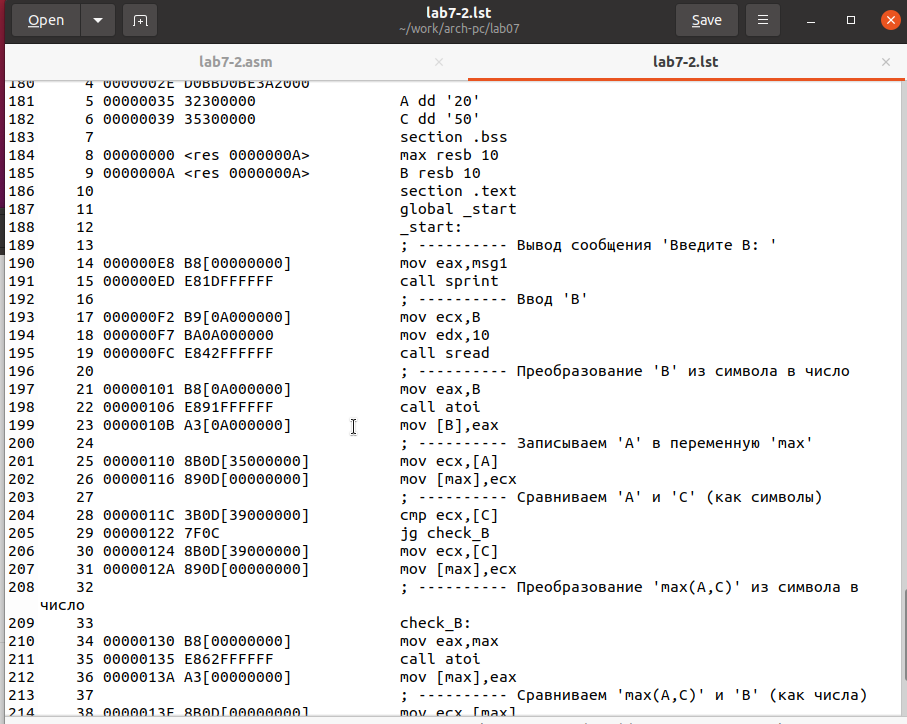 Open
lab7-2.lst
~/work/arch-pc/lab07
Save
lab7-2.asm
lab7-2.lst
180 4 0000002E D0BBD0BE3A2000
181 5 00000035 32300000 A dd '20'
182 6 00000039 35300000 C dd '50'
183 7 section .bss
184 8 00000000 <res 0000000A> max resb 10
185 9 0000000A <res 0000000A> B resb 10
186 10 section .text
187 11 global _start
188 12 _start:
189 13 ; ---------- Вывод сообщения 'Введите B: '
190 14 000000E8 B8[00000000] mov eax,msg1
191 15 000000ED E81DFFFFFF call sprint
192 16 ; ---------- Ввод 'B'
193 17 000000F2 B9[0A000000] mov ecx,B
194 18 000000F7 BA0A000000 mov edx,10
195 19 000000FC E842FFFFFF call sread
196 20 ; ---------- Преобразование 'B' из символа в число
197 21 00000101 B8[0A000000] mov eax,B
198 22 00000106 E891FFFFFF call atoi
199 23 0000010B A3[0A000000] mov [B],eax
200 24 ; ---------- Записываем 'A' в переменную 'max'
201 25 00000110 8B0D[35000000] mov ecx,[A]
202 26 00000116 890D[00000000] mov [max],ecx
203 27 ; ---------- Сравниваем 'A' и 'С' (как символы)
204 28 0000011C 3B0D[39000000] cmp ecx,[C]
205 29 00000122 7F0C jg check_B
206 30 00000124 8B0D[39000000] mov ecx,[C]
207 31 0000012A 890D[00000000] mov [max],ecx
208 32 ; ---------- Преобразование 'max(A,C)' из символа в
число
209 33 check_B:
210 34 00000130 B8[00000000] mov eax,max
211 35 00000135 E862FFFFFF call atoi
212 36 0000013A A3[00000000] mov [max],eax
213 37 ; ---------- Сравниваем 'max(A,C)' и 'B' (как числа)
214 38 0000013F 8B0D[00000000] mov ecx,[max]